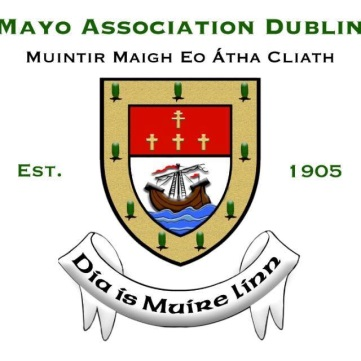 Mayo Association Dublin
Muintir Maigh Eo Átha Cliath
Est. 1905
Dia is Muire linn